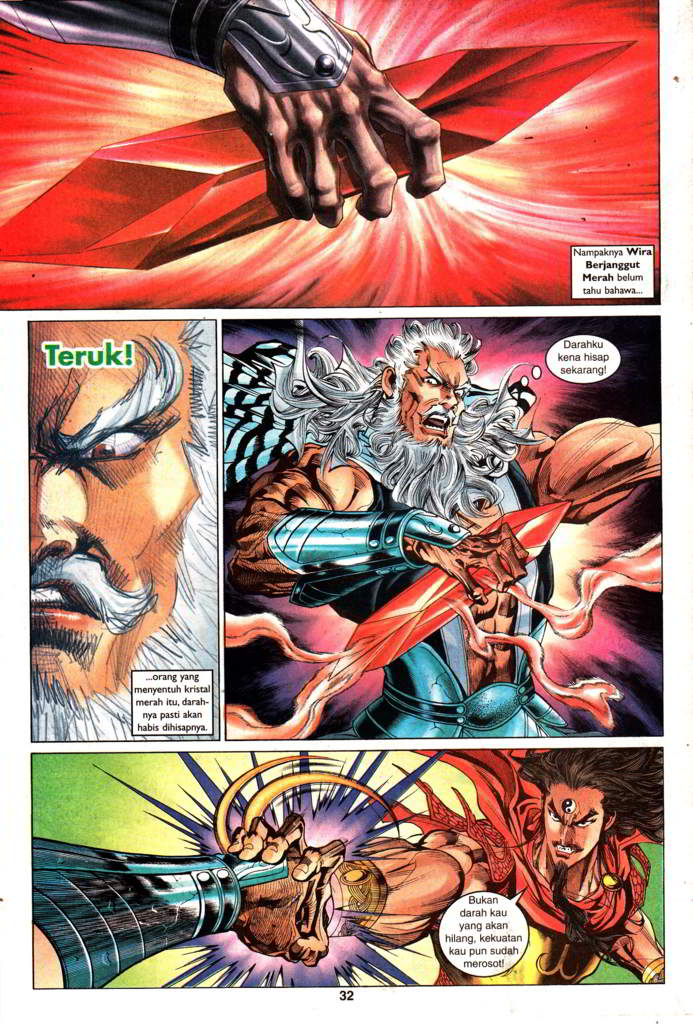 Nampaknya Wira
Berjanggut
Merah belum
tahu bahawa...
Teruk!
...orang yang
menyentuh kristal
merah itu, darah-
nya pasti akan
habis dihisapnya.
Darahku
kena hisap
sekarang!
Bukan
darah kau
yang akan
hilang, kekuatan
kau pun sudah
merosot!
32